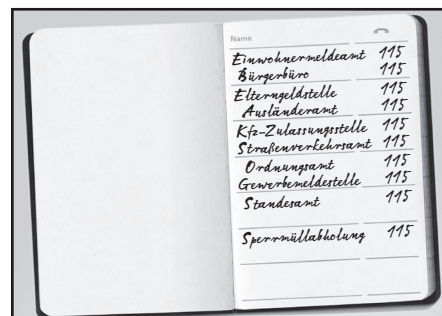 Name
Einwohnermeldeamt 115
Bürgerbüro 115
Elterngeldstelle 115
Ausländeramt 115
Kfz-Zulassungsstelle 115
Straßenverkehrsamt 115
Ordnungsamt 115
Gewerbemeldestelle 115
Standesamt 115
Sperrmüllabholung 115